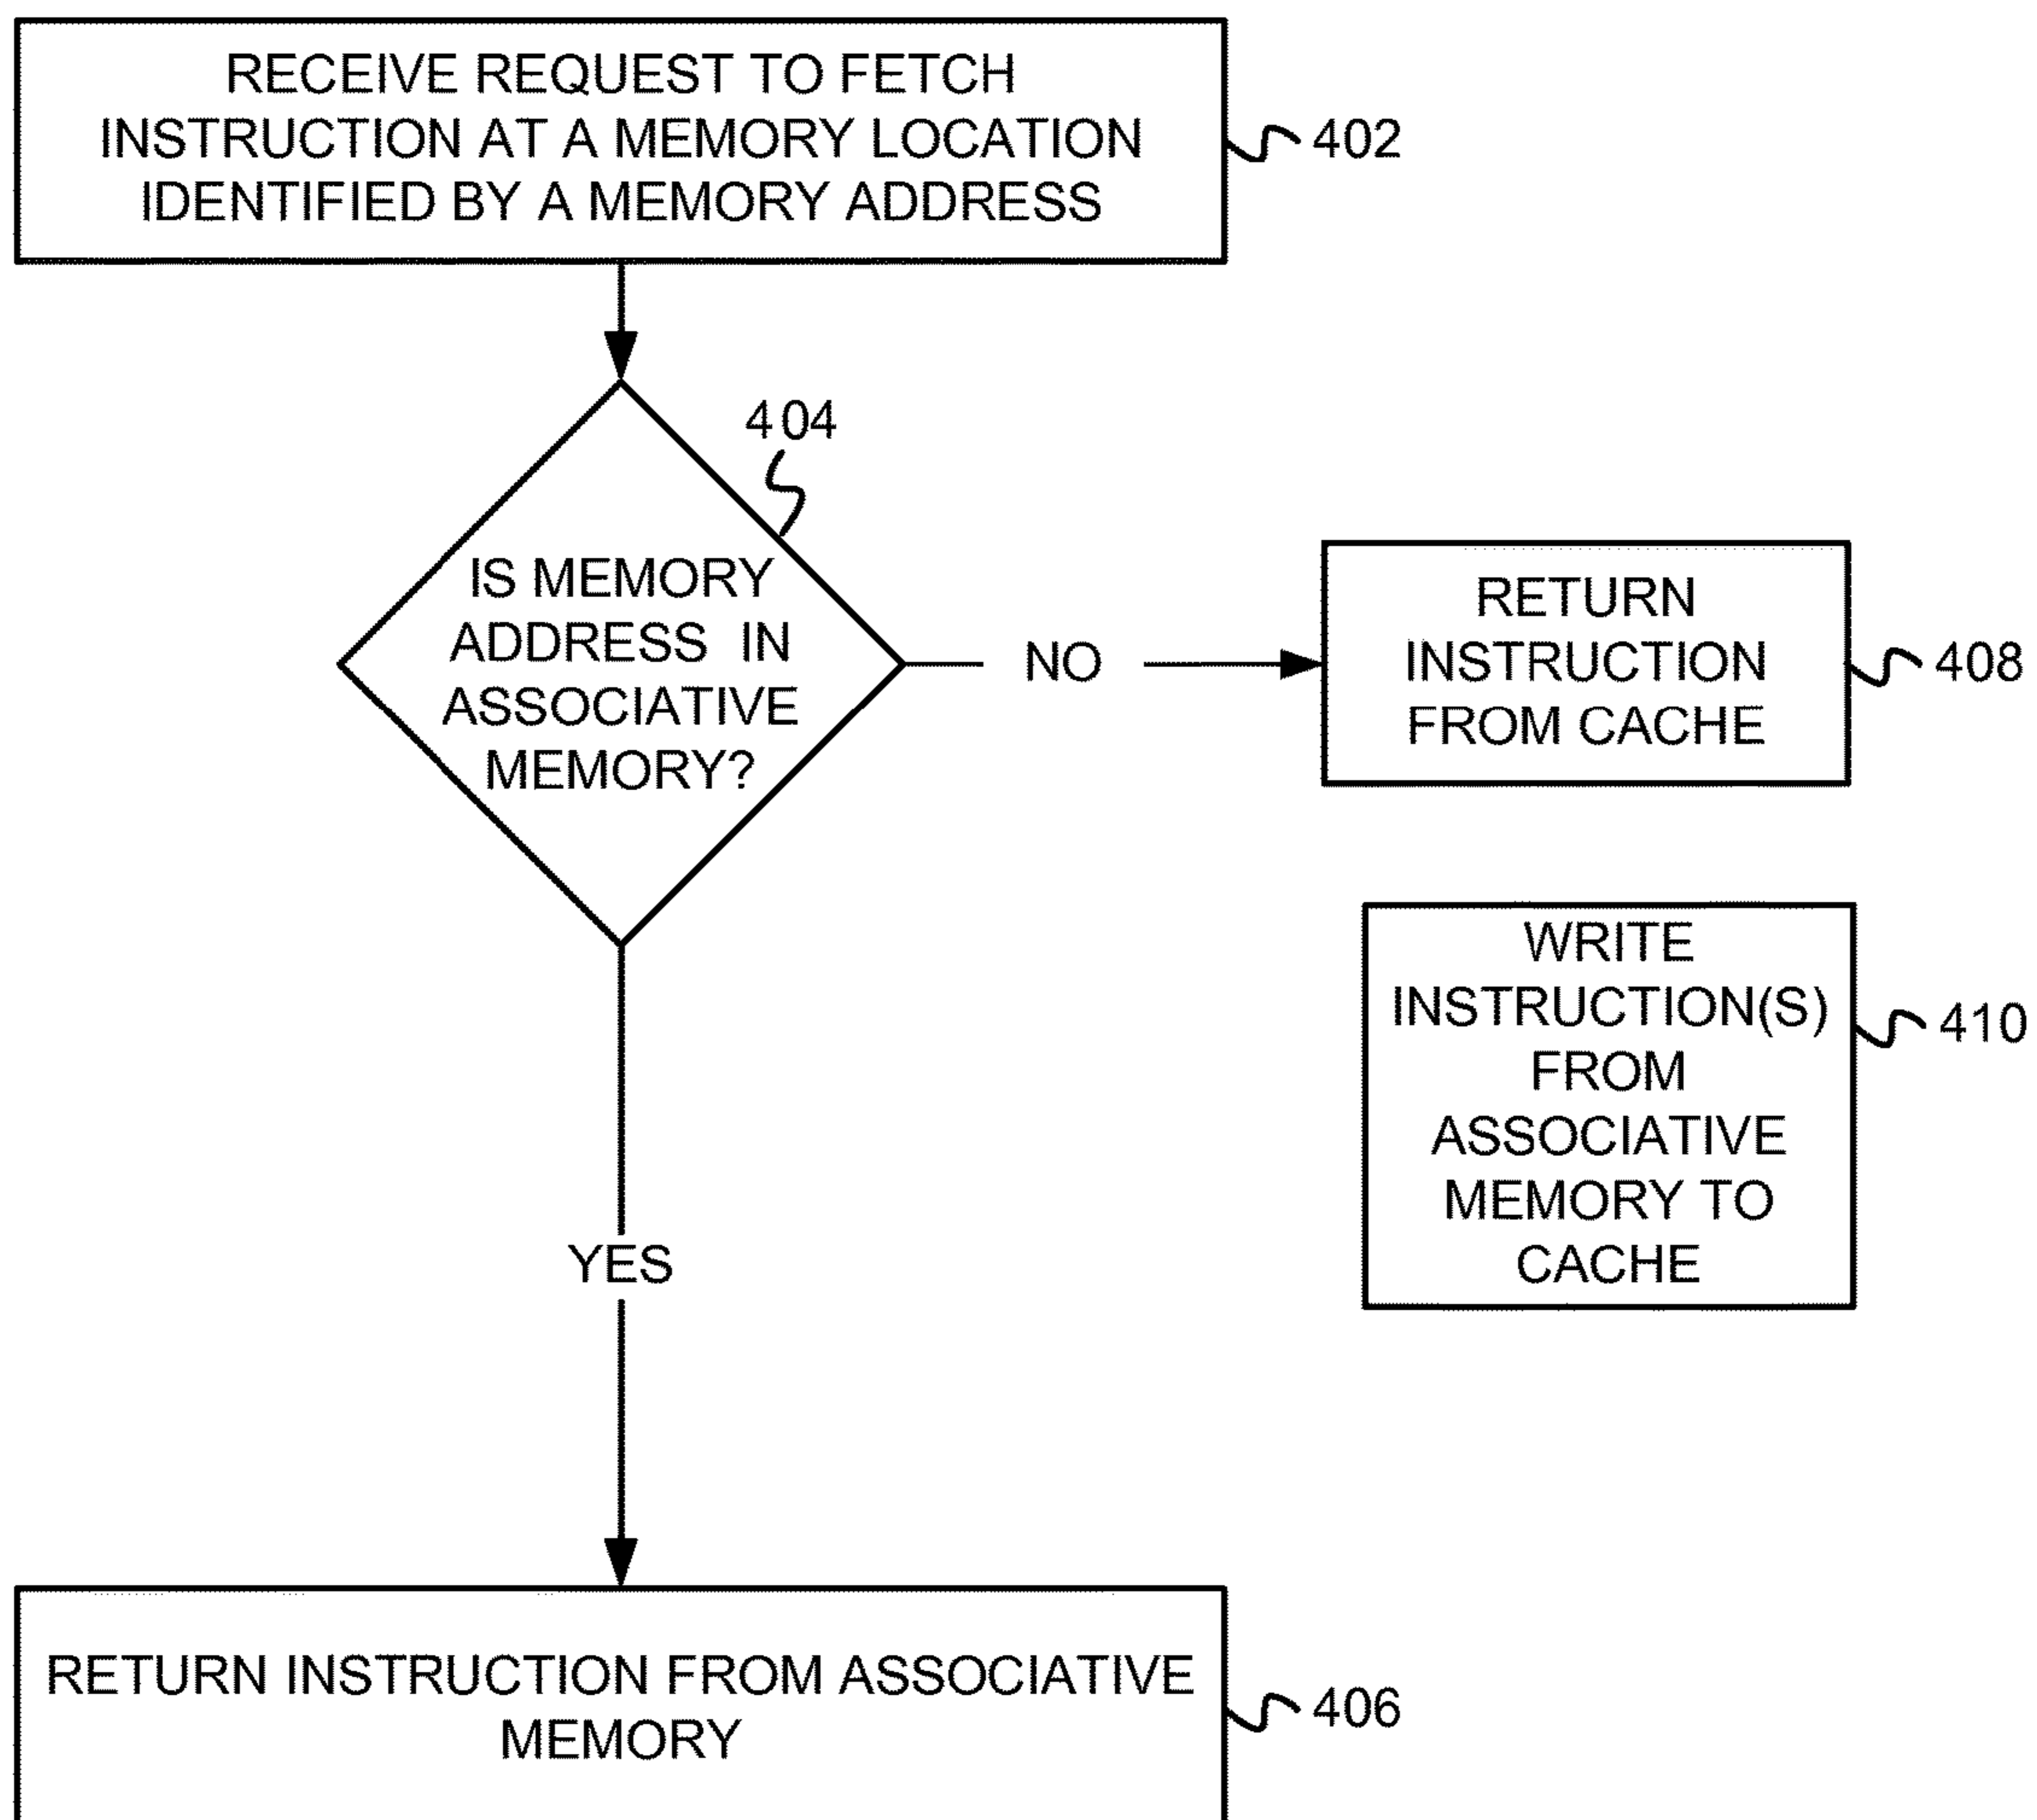 RECEIVE REQUEST TO FETCH
INSTRUCTION AT A MEMORY LOCATION
IDENTIFIED BY A MEMORY ADDRESS
402
404
IS MEMORY
ADDRESS IN
ASSOCIATIVE
MEMORY?
NO
RETURN
INSTRUCTION
FROM CACHE
408
WRITE
INSTRUCTION(S)
FROM
ASSOCIATIVE
MEMORY TO
CACHE
410
YES
RETURN INSTRUCTION FROM ASSOCIATIVE
MEMORY
406